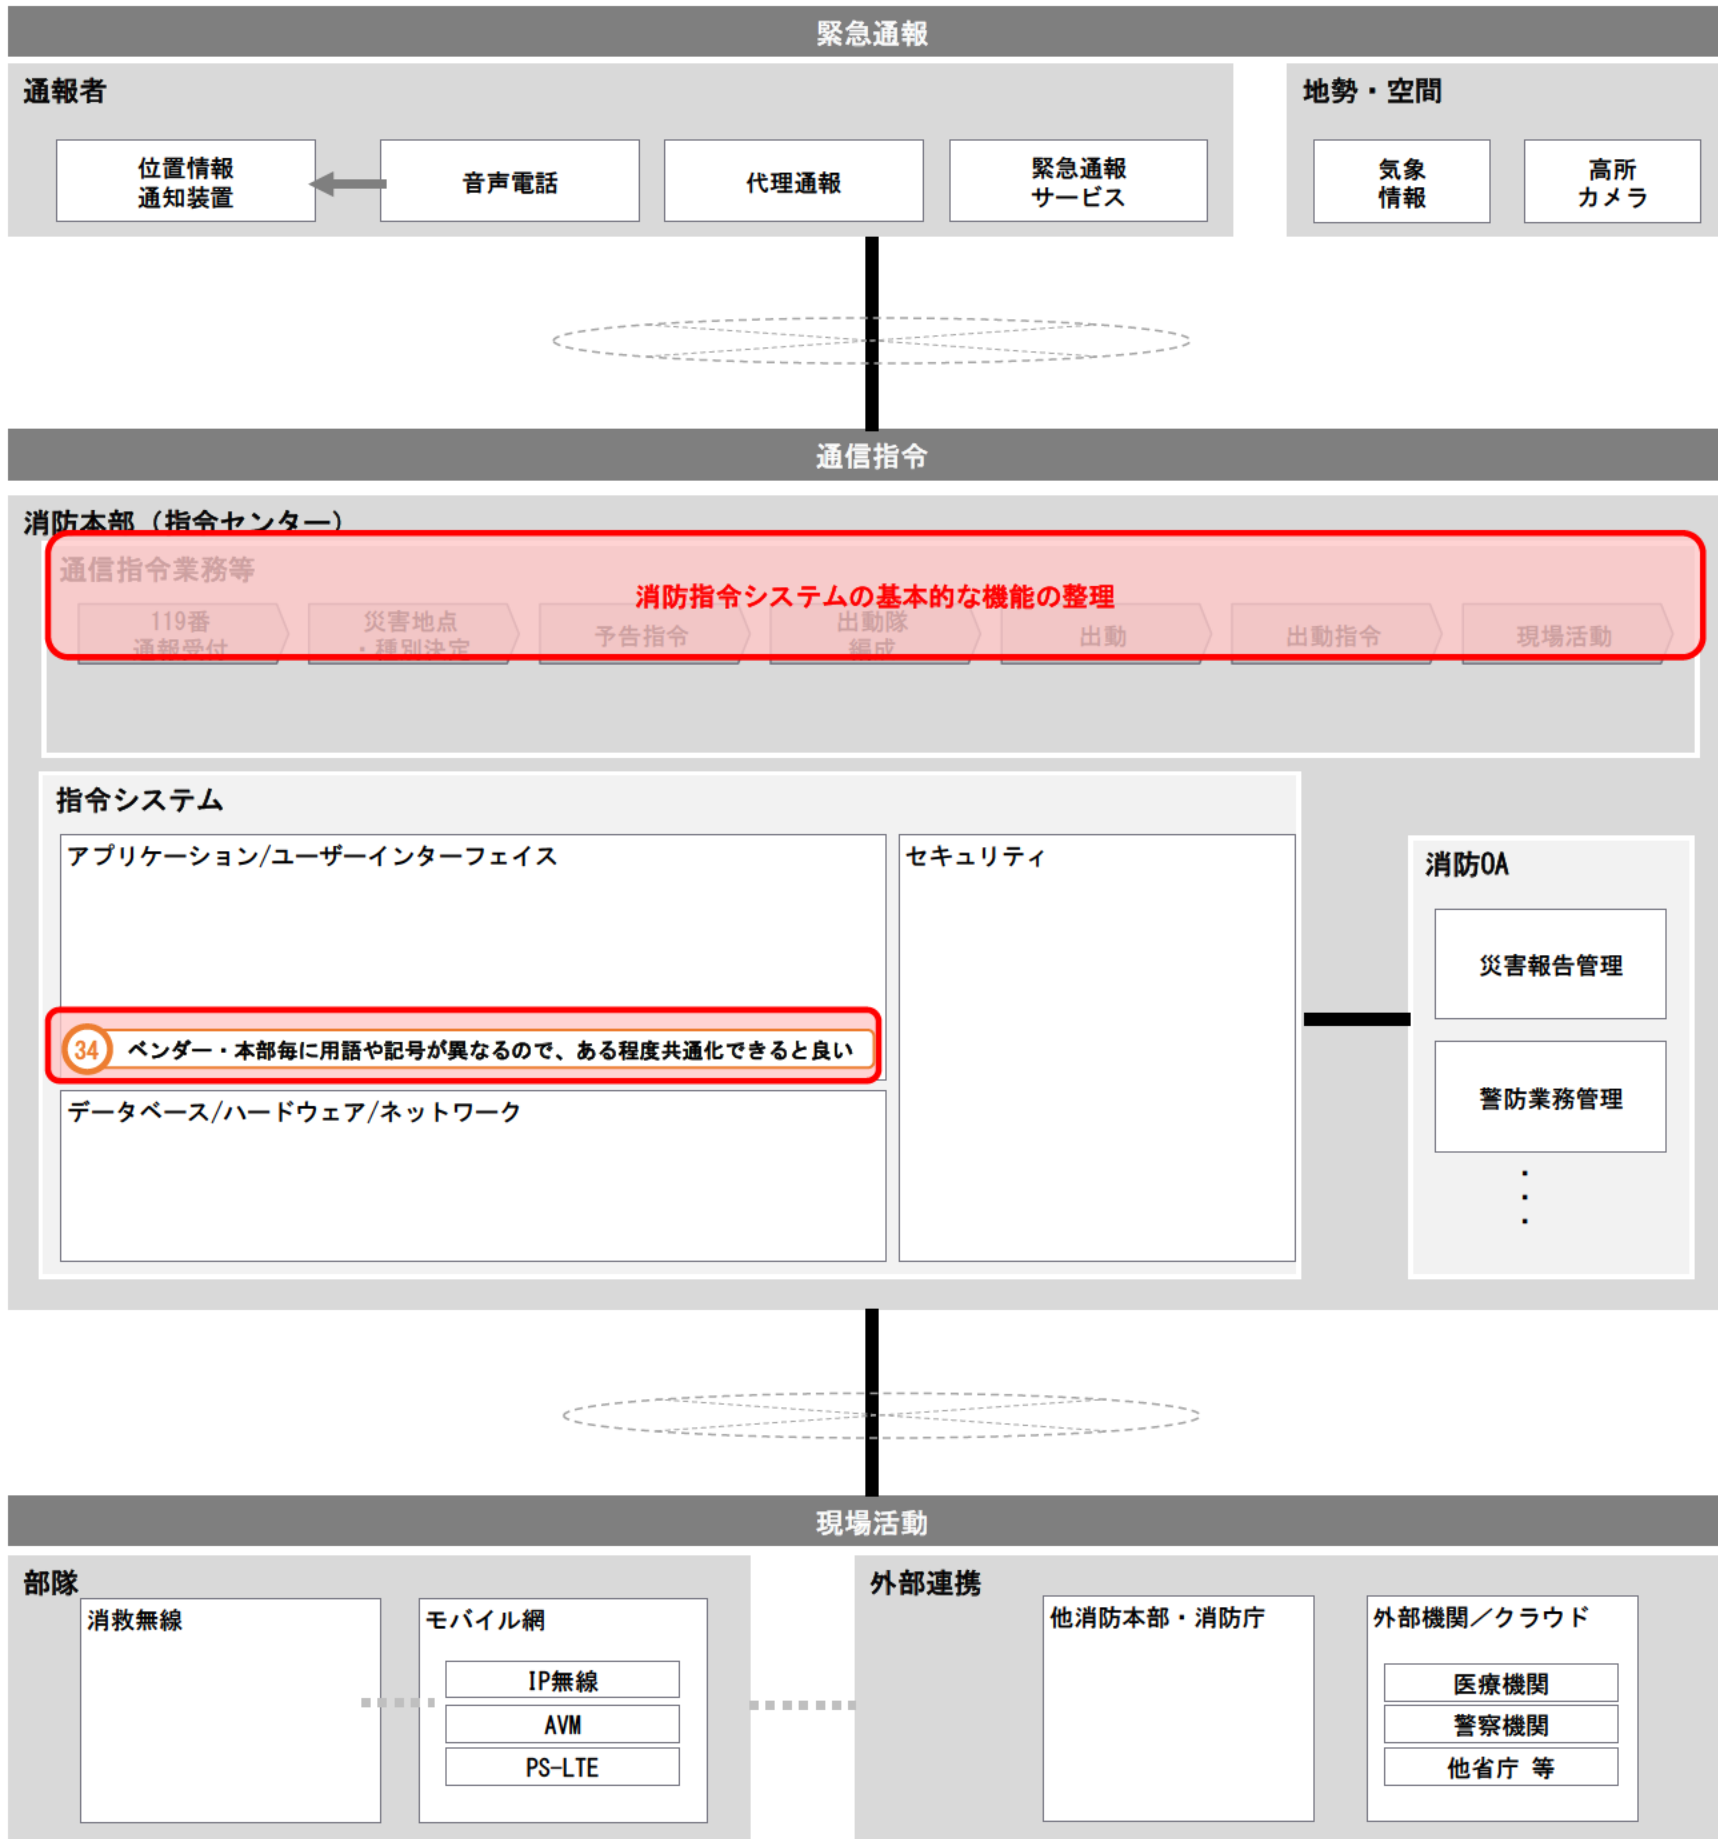 緊急通報
通報者
位置情報
通知装置
音声電話
代理通報
緊急通報
サービス
地勢・空間
気象
情報
高所
カメラ
通信指令
消防本部（指令センター）
通信指令業務等
消防指令システムの基本的な機能の整理
119番
通報受付
災害地点
・種別決定
予告指令
出動隊
編成
出動
出動指令
現場活動
指令システム
アプリケーション/ユーザーインターフェイス
34 ベンダー・本部毎に用語や記号が異なるので、ある程度共通化できると良い
データベース/ハードウェア/ネットワーク
セキュリティ
消防OA
災害報告管理
警防業務管理
・
・
・
現場活動
部隊
消救無線
モバイル網
IP無線
AVM
PS-LTE
外部連携
他消防本部・消防庁
外部機関／クラウド
医療機関
警察機関
他省庁 等